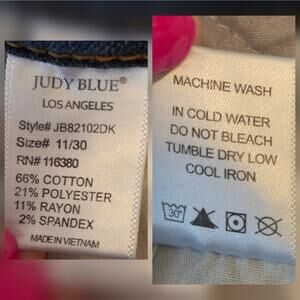 JUDY BLUE®
LOS ANGELES
Style# JB82102DK
Size# 11/30
RN# 116380
66% COTTON
21% POLYESTER
11% RAYON
2% SPANDEX
MADE IN VIETNAM
MACHINE WASH
IN COLD WATER
DO NOT BLEACH
TUMBLE DRY LOW
COOL IRON
30°